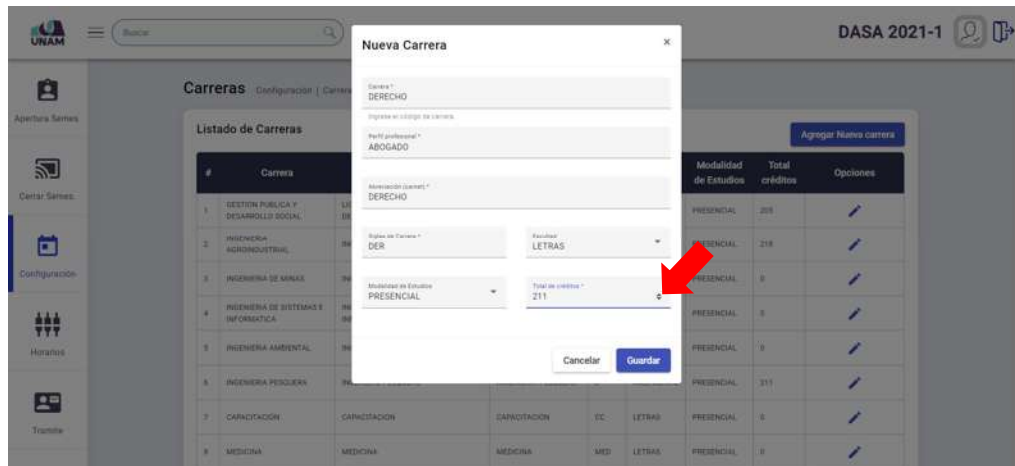 UNAM
Buscar
DASA 2021-1
Nueva Carrera
×
Carrera *
DERECHO
Ingrese el código de carrera.
Perfil profesional *
ABOGADO
Abreviación (carnet) *
DERECHO
Siglas de Carrera *
DER
Facultad
LETRAS
Modalidad de Estudios
PRESENCIAL
Total de créditos *
211
Cancelar
Guardar
Apertura Semes.
Cerrar Semes.
Configuración
Horarios
Tramite
Carreras Configuración |
Listado de Carreras
Agregar Nueva carrera
# Carrera Modalidad de Estudios Total créditos Opciones
1 GESTIÓN PÚBLICA Y DESARROLLO SOCIAL PRESENCIAL 205
2 INGENIERIA AGROINDUSTRIAL PRESENCIAL 218
3 INGENIERIA DE MINAS PRESENCIAL 0
4 INGENIERIA DE SISTEMAS E INFORMATICA PRESENCIAL 0
5 INGENIERIA AMBIENTAL PRESENCIAL 0
6 INGENIERIA PESQUERA PRESENCIAL 211
7 CAPACITACIÓN CAPACITACION CAPACITACION CC LETRAS PRESENCIAL 0
8 MEDICINA MEDICINA MEDICINA MED LETRAS PRESENCIAL 0